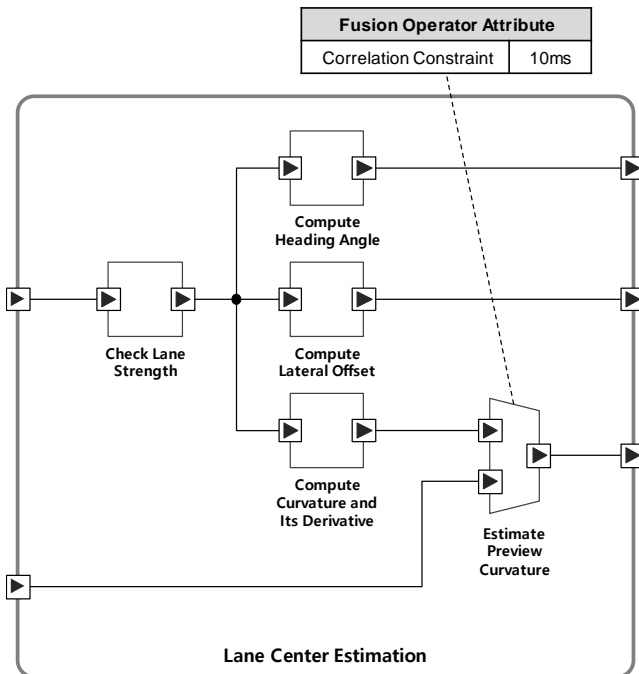 Fusion Operator Attribute
Correlation Constraint 10ms
Compute
Heading Angle
Check Lane
Strength
Compute
Lateral Offset
Compute
Curvature and
Its Derivative
Estimate
Preview
Curvature
Lane Center Estimation